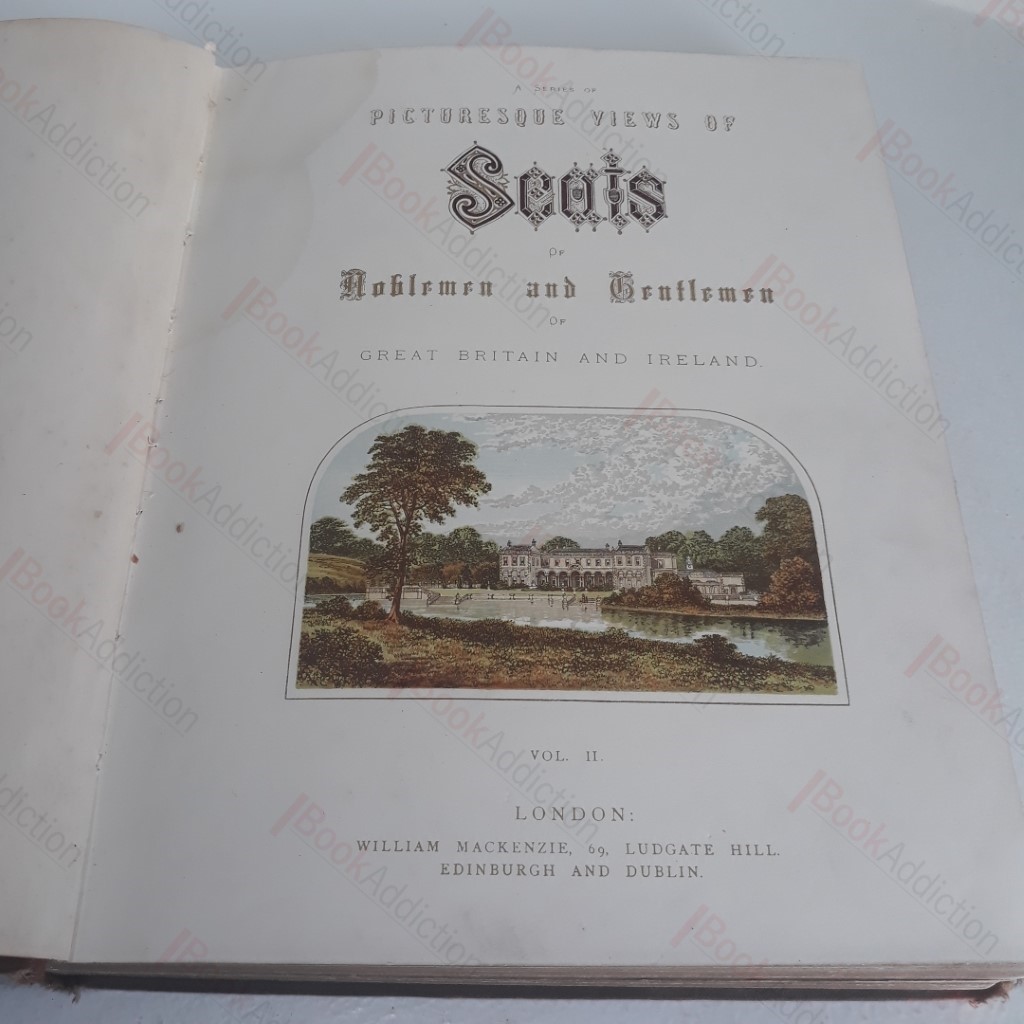 A SERIES OF
PICTURESQUE VIEWS OF
Seats
OF
Noblemen and Gentlemen
OF
GREAT BRITAIN AND IRELAND.
VOL. II.
LONDON:
WILLIAM MACKENZIE, 69, LUDGATE HILL.
EDINBURGH AND DUBLIN.
BookAddiction